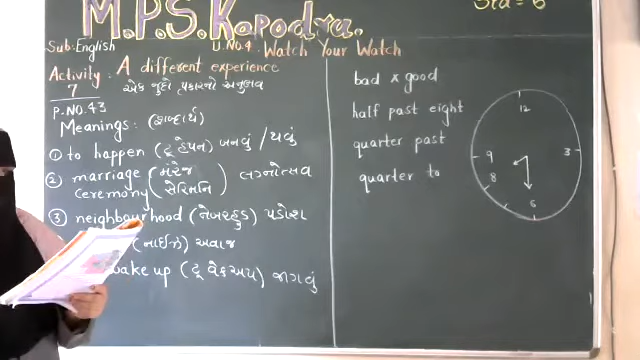 M.P.S. Kapodra.
Std = 6
Sub: English
U.No.4: Watch Your Watch
Activity: A different experience
7
એક જુદો પ્રકારનો અનુભવ
P-NO.43
Meanings: (શબ્દાર્થ)
① to happen (ટૂ હેપન) બનવું / થવું
② marriage ceremony (મેરેજ સેરિમનિ) લગ્નોત્સવ
③ neighbourhood (નેબરહુડ) પડોશ
(નોઈઝ) અવાજ
wake up (ટૂ વેકઅપ) જાગવું
bad x good
half past eight
quarter past
quarter to
12
3
6
8
9